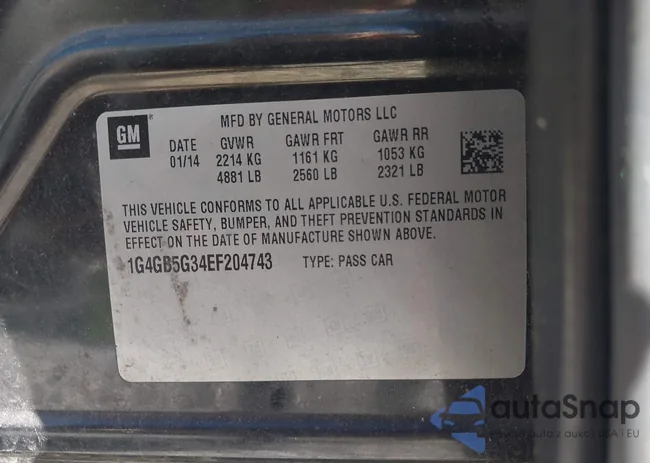 MFD BY GENERAL MOTORS LLC
GM ®
DATE GVWR GAWR FRT GAWR RR
01/14 2214 KG 1161 KG 1053 KG
4881 LB 2560 LB 2321 LB
THIS VEHICLE CONFORMS TO ALL APPLICABLE U.S. FEDERAL MOTOR
VEHICLE SAFETY, BUMPER, AND THEFT PREVENTION STANDARDS IN
EFFECT ON THE DATE OF MANUFACTURE SHOWN ABOVE.
1G4GB5G34EF204743 TYPE: PASS CAR
autoSnap
EU